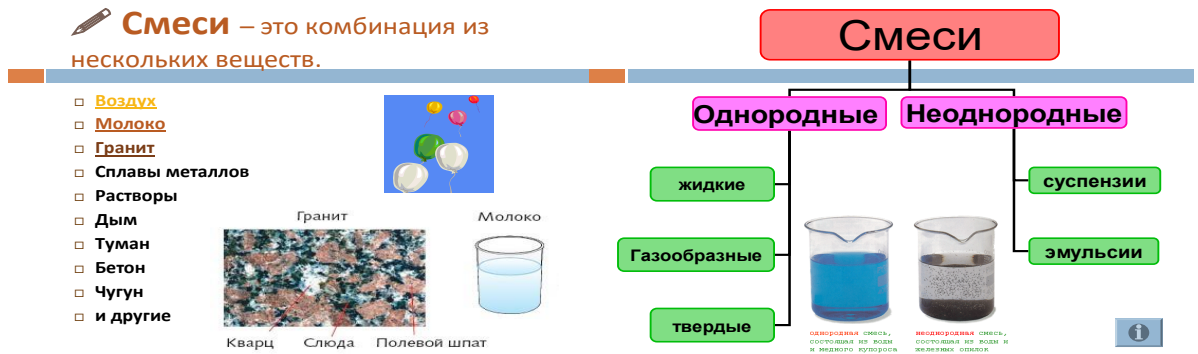 Смеси – это комбинация из
нескольких веществ.
Воздух
Молоко
Гранит
Сплавы металлов
Растворы
Дым
Туман
Бетон
Чугун
и другие
Гранит
Молоко
Кварц Слюда Полевой шпат
Смеси
Однородные Неоднородные
жидкие
Газообразные
твердые
суспензии
эмульсии
однородная смесь,
состоящая из воды
и медного купороса
неоднородная смесь,
состоящая из воды и
железных опилок